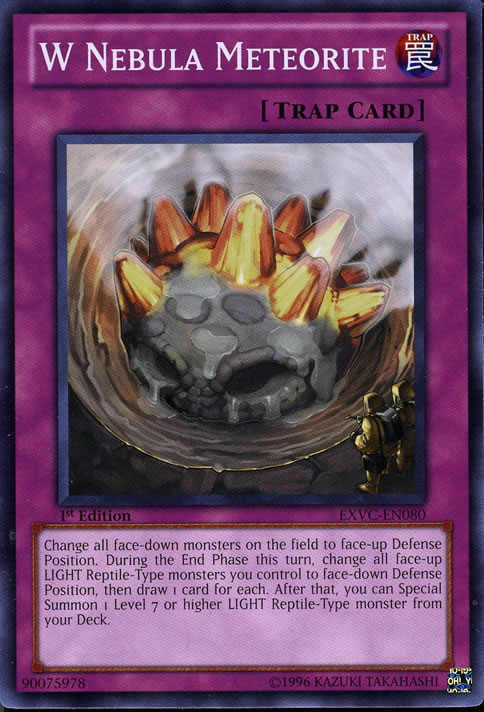 W Nebula Meteorite
TRAP
罠
[Trap Card]
1st Edition
EXVC-EN080
Change all face-down monsters on the field to face-up Defense
Position. During the End Phase this turn, change all face-up
LIGHT Reptile-Type monsters you control to face-down Defense
Position, then draw 1 card for each. After that, you can Special
Summon 1 Level 7 or higher LIGHT Reptile-Type monster from
your Deck.
90075978
©1996 KAZUKI TAKAHASHI